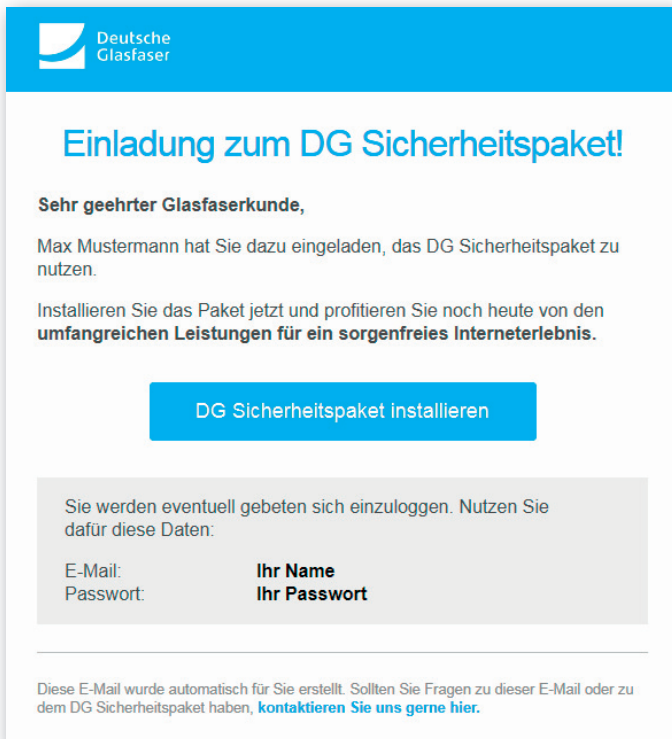 Deutsche
Glasfaser
Einladung zum DG Sicherheitspaket!
Sehr geehrter Glasfaserkunde,
Max Mustermann hat Sie dazu eingeladen, das DG Sicherheitspaket zu
nutzen.
Installieren Sie das Paket jetzt und profitieren Sie noch heute von den
umfangreichen Leistungen für ein sorgenfreies Interneterlebnis.
DG Sicherheitspaket installieren
Sie werden eventuell gebeten sich einzuloggen. Nutzen Sie
dafür diese Daten:
E-Mail: Ihr Name
Passwort: Ihr Passwort
Diese E-Mail wurde automatisch für Sie erstellt. Sollten Sie Fragen zu dieser E-Mail oder zu
dem DG Sicherheitspaket haben, kontaktieren Sie uns gerne hier.